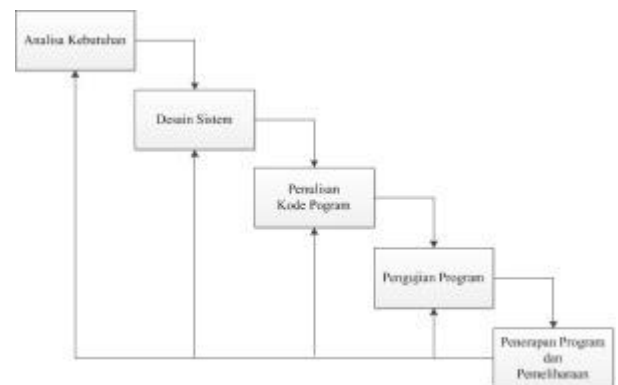 Analisa Kebutuhan
Desain Sistem
Penulisan
Kode Pogram
Pengujian Program
Penerapan Program
dan
Pemeliharaan